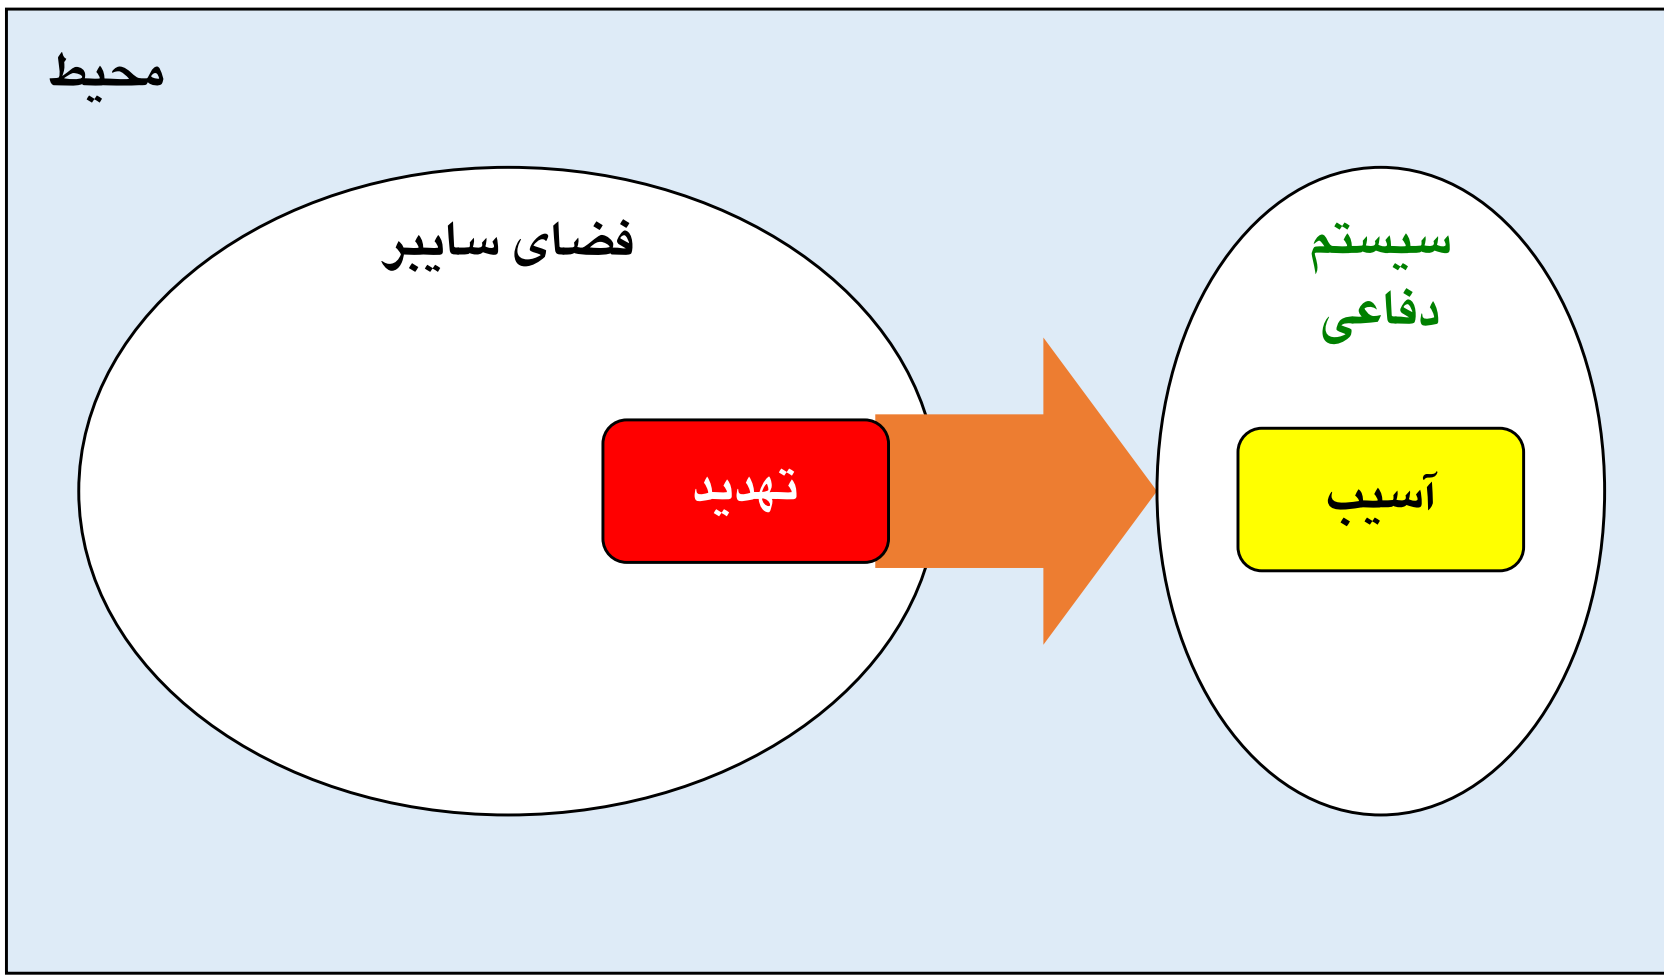 محیط
فضای سایبر
سیستم
دفاعی
تهدید
آسیب